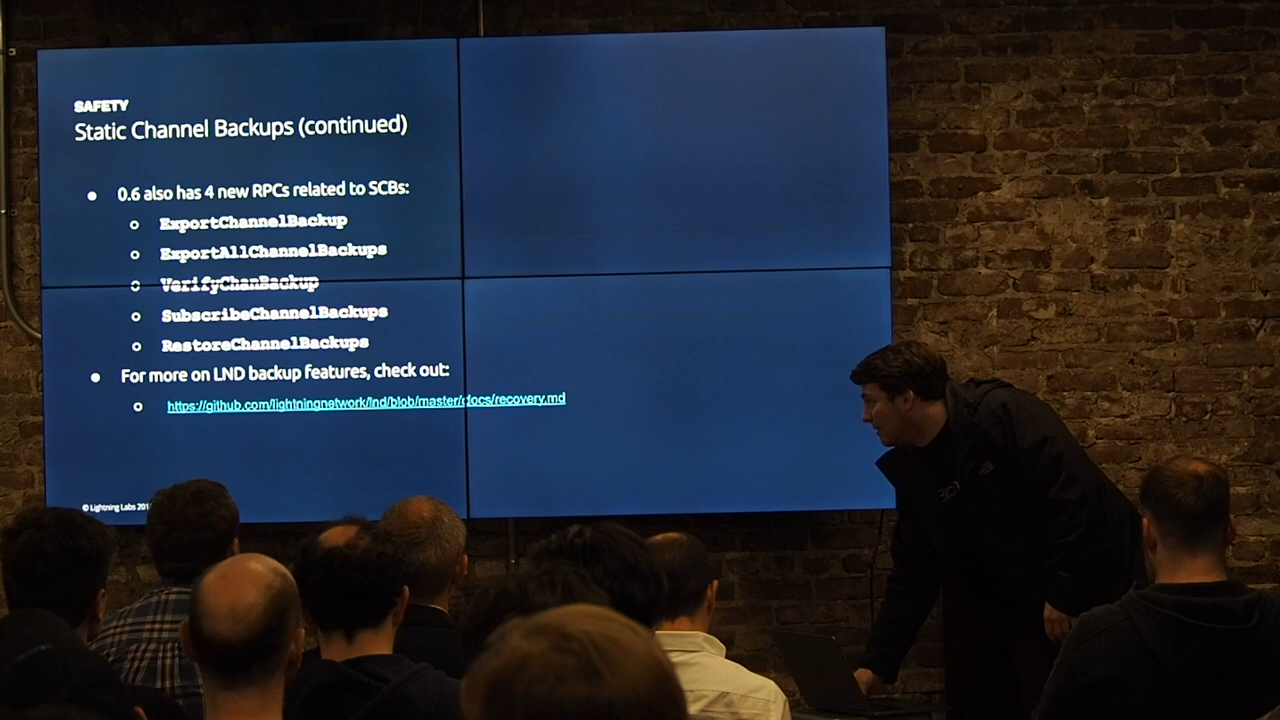 SAFETY
Static Channel Backups (continued)
0.6 also has 4 new RPCs related to SCBs:
ExportChannelBackup
ExportAllChannelBackups
VerifyChanBackup
SubscribeChannelBackups
RestoreChannelBackups
For more on LND backup features, check out:
https://github.com/lightningnetwork/lnd/blob/master/docs/recovery.md
© Lightning Labs